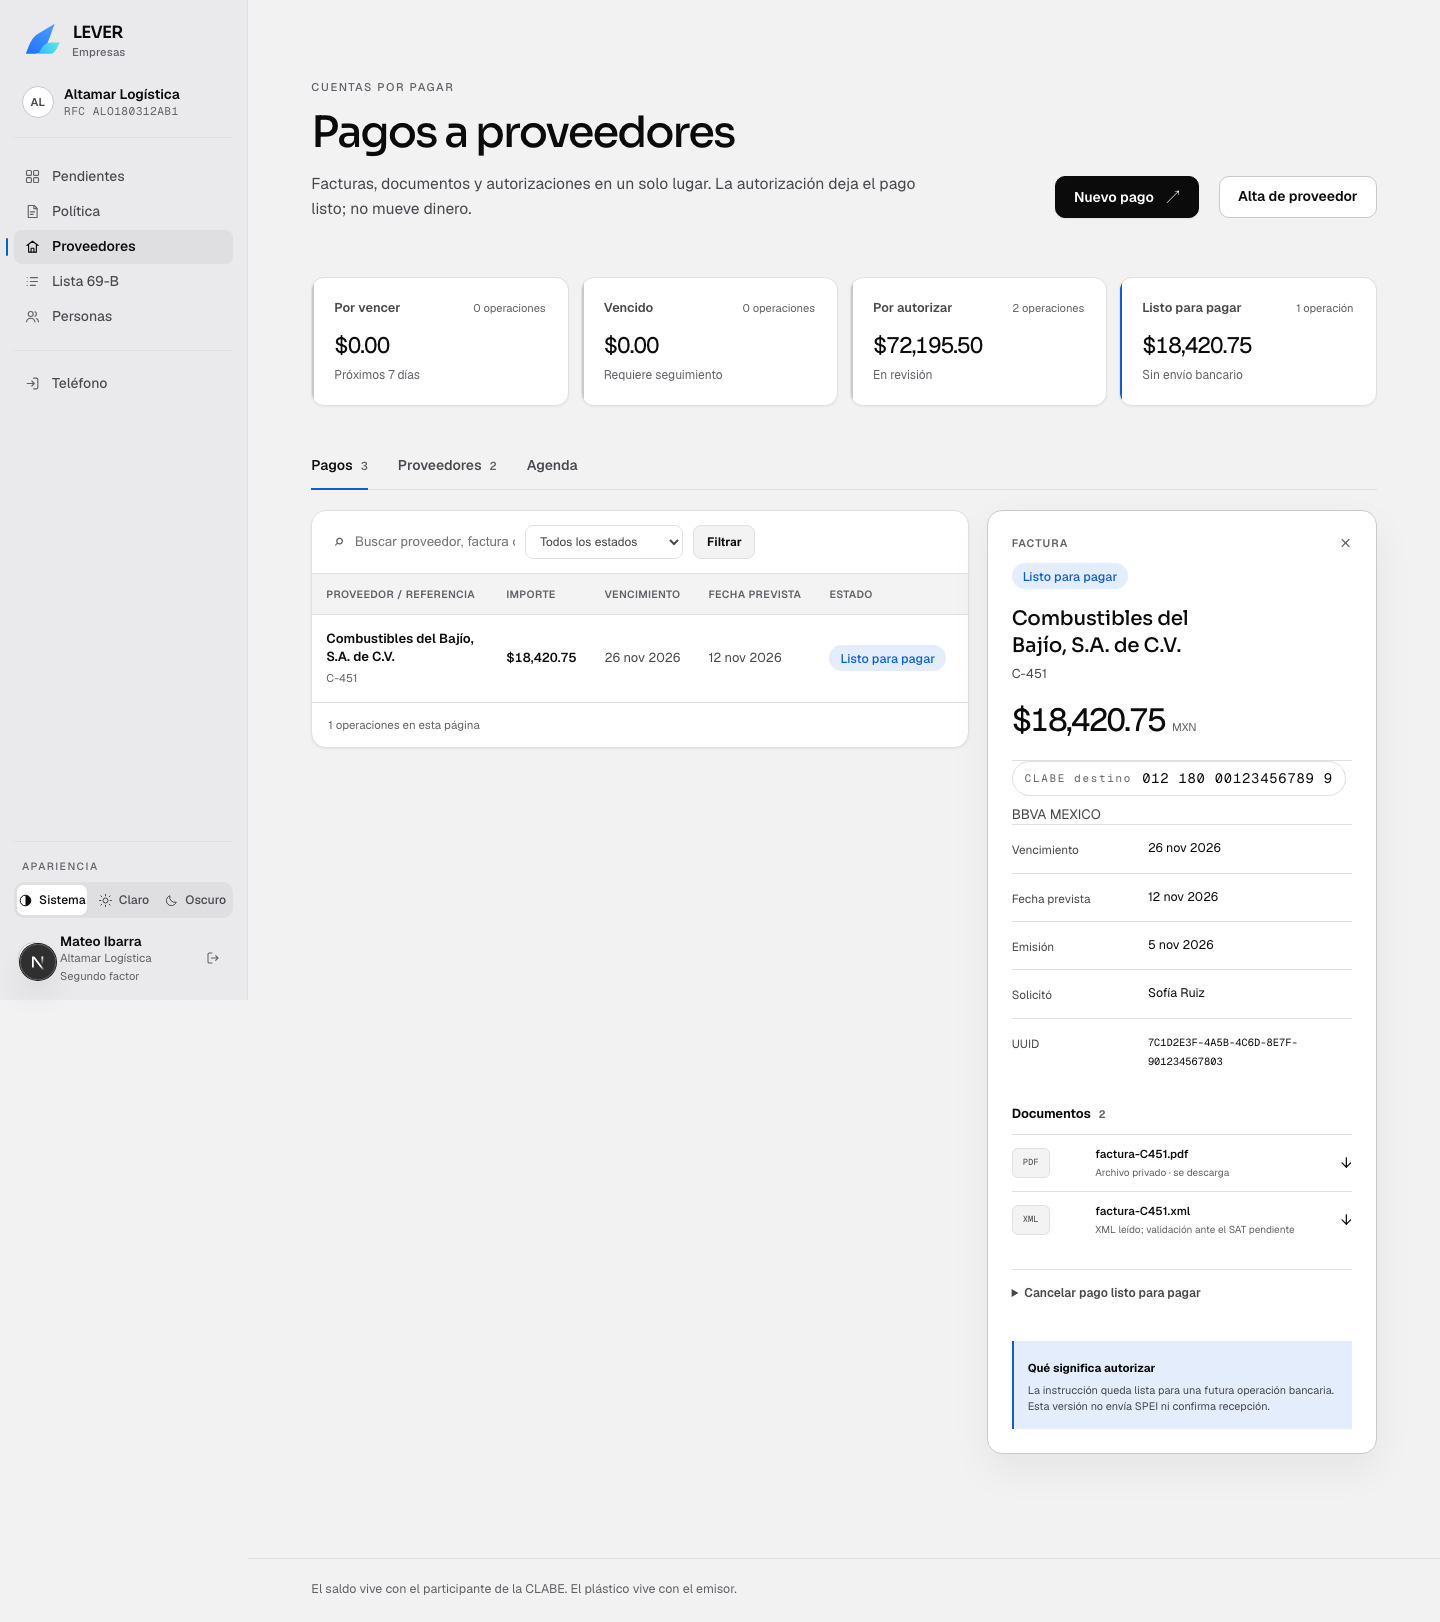 LEVER
Empresas
AL
Altamar Logística
RFC ALO180312AB1
Pendientes
Política
Proveedores
Lista 69-B
Personas
Teléfono
APARIENCIA
Sistema Claro Oscuro
N
Mateo Ibarra
Altamar Logística
Segundo factor
CUENTAS POR PAGAR
Pagos a proveedores
Facturas, documentos y autorizaciones en un solo lugar. La autorización deja el pago
listo; no mueve dinero.
Nuevo pago
Alta de proveedor
Por vencer 0 operaciones
$0.00
Próximos 7 días
Vencido 0 operaciones
$0.00
Requiere seguimiento
Por autorizar 2 operaciones
$72,195.50
En revisión
Listo para pagar 1 operación
$18,420.75
Sin envío bancario
Pagos 3 Proveedores 2 Agenda
Buscar proveedor, factura Todos los estados Filtrar
PROVEEDOR / REFERENCIA IMPORTE VENCIMIENTO FECHA PREVISTA ESTADO
Combustibles del Bajío,
S.A. de C.V.
C-451
$18,420.75 26 nov 2026 12 nov 2026 Listo para pagar
1 operaciones en esta página
FACTURA
Listo para pagar
Combustibles del
Bajío, S.A. de C.V.
C-451
$18,420.75 MXN
CLABE destino 012 180 00123456789 9
BBVA MEXICO
Vencimiento 26 nov 2026
Fecha prevista 12 nov 2026
Emisión 5 nov 2026
Solicitó Sofía Ruiz
UUID 7C1D2E3F-4A5B-4C6D-8E7F-
901234567803
Documentos 2
PDF factura-C451.pdf
Archivo privado · se descarga
XML factura-C451.xml
XML leído; validación ante el SAT pendiente
Cancelar pago listo para pagar
Qué significa autorizar
La instrucción queda lista para una futura operación bancaria.
Esta versión no envía SPEI ni confirma recepción.
El saldo vive con el participante de la CLABE. El plástico vive con el emisor.